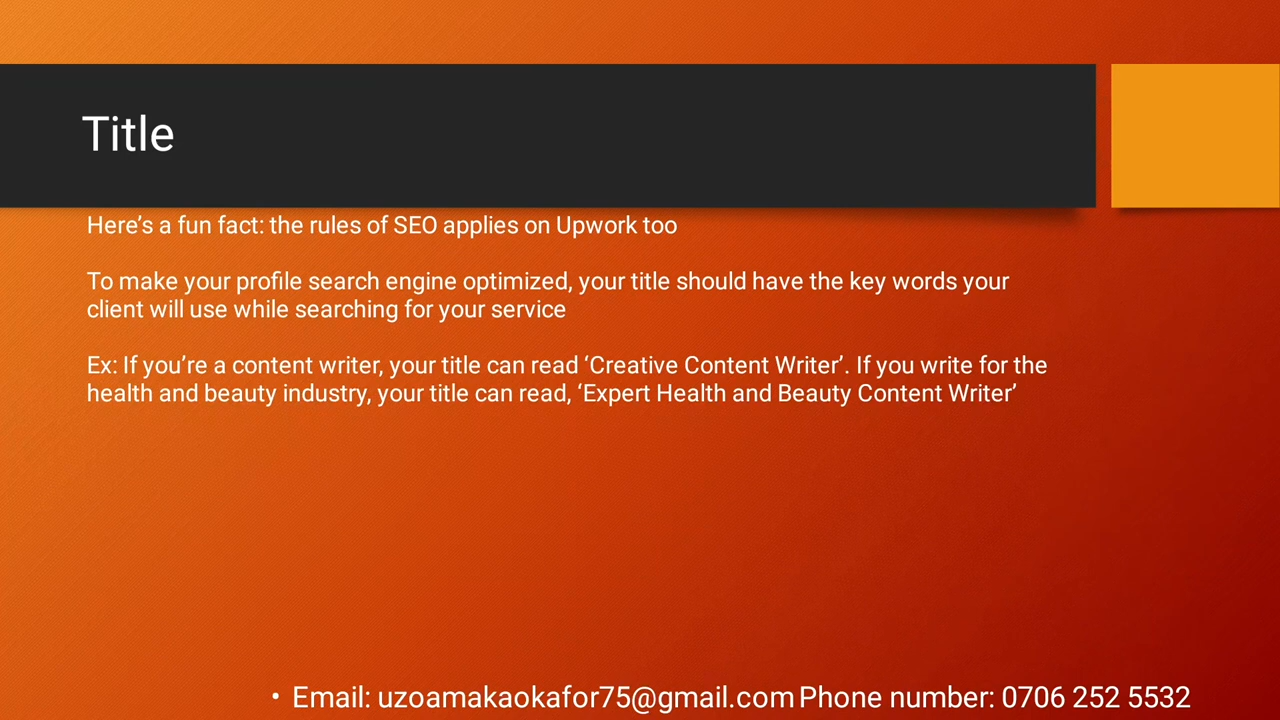 Title
Here’s a fun fact: the rules of SEO applies on Upwork too
To make your profile search engine optimized, your title should have the key words your
client will use while searching for your service
Ex: If you’re a content writer, your title can read ‘Creative Content Writer’. If you write for the
health and beauty industry, your title can read, ‘Expert Health and Beauty Content Writer’
• Email: uzoamakaokafor75@gmail.com Phone number: 0706 252 5532